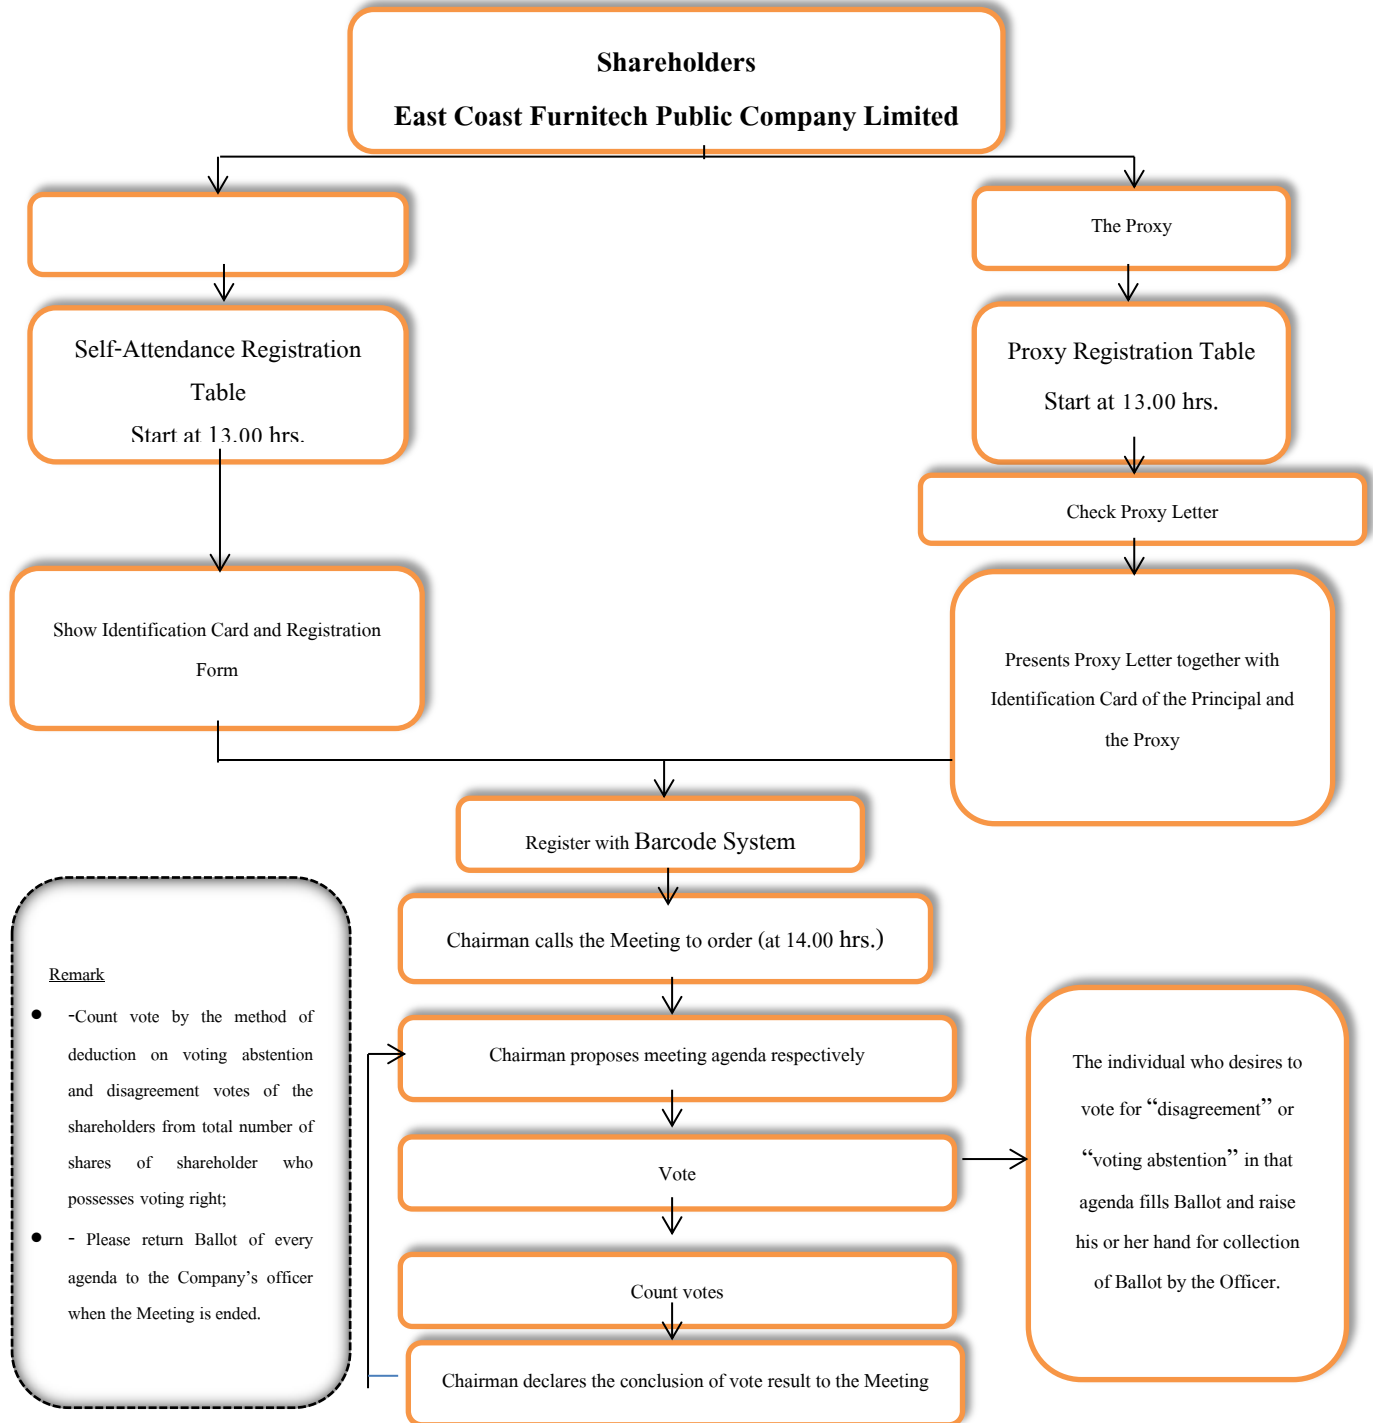 Shareholders
East Coast Furnitech Public Company Limited
The Proxy
Self-Attendance Registration
Table
Start at 13.00 hrs.
Proxy Registration Table
Start at 13.00 hrs.
Check Proxy Letter
Show Identification Card and Registration
Form
Presents Proxy Letter together with
Identification Card of the Principal and
the Proxy
Register with Barcode System
Chairman calls the Meeting to order (at 14.00 hrs.)
Remark
● -Count vote by the method of
deduction on voting abstention
and disagreement votes of the
shareholders from total number of
shares of shareholder who
possesses voting right;
● - Please return Ballot of every
agenda to the Company’s officer
when the Meeting is ended.
Chairman proposes meeting agenda respectively
Vote
The individual who desires to
vote for “disagreement” or
“voting abstention” in that
agenda fills Ballot and raise
his or her hand for collection
of Ballot by the Officer.
Count votes
Chairman declares the conclusion of vote result to the Meeting